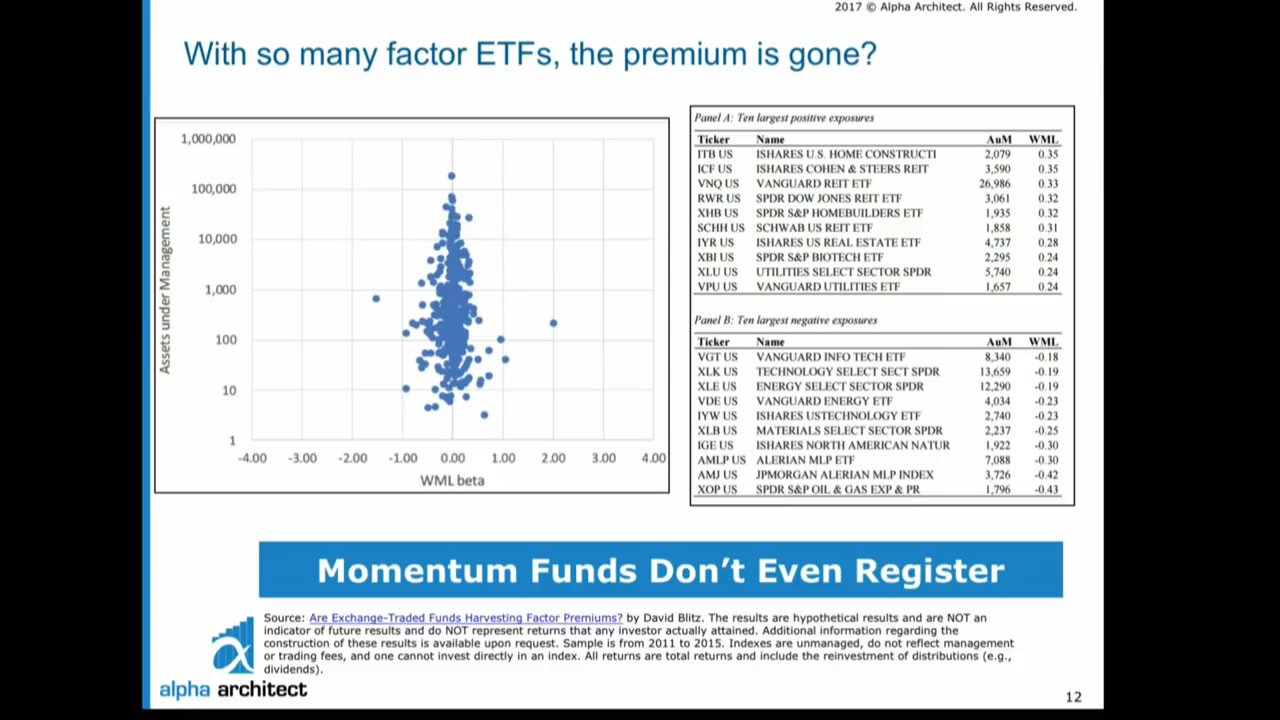 2017 © Alpha Architect. All Rights Reserved.
With so many factor ETFs, the premium is gone?
1,000,000
100,000
10,000
1,000
100
10
1
Assets under Management
-4.00 -3.00 -2.00 -1.00 0.00 1.00 2.00 3.00 4.00
WML beta
Panel A: Ten largest positive exposures
Ticker Name AuM WML
ITB US ISHARES U.S. HOME CONSTRUCTI 2,079 0.35
ICF US ISHARES COHEN & STEERS REIT 3,590 0.35
VNQ US VANGUARD REIT ETF 26,986 0.33
RWR US SPDR DOW JONES REIT ETF 3,061 0.32
XHB US SPDR S&P HOMEBUILDERS ETF 1,935 0.32
SCHH US SCHWAB US REIT ETF 1,858 0.31
IYR US ISHARES US REAL ESTATE ETF 4,737 0.28
XBI US SPDR S&P BIOTECH ETF 2,295 0.24
XLU US UTILITIES SELECT SECTOR SPDR 5,740 0.24
VPU US VANGUARD UTILITIES ETF 1,657 0.24
Panel B: Ten largest negative exposures
Ticker Name AuM WML
VGT US VANGUARD INFO TECH ETF 8,340 -0.18
XLK US TECHNOLOGY SELECT SECT SPDR 13,659 -0.19
XLE US ENERGY SELECT SECTOR SPDR 12,290 -0.19
VDE US VANGUARD ENERGY ETF 4,034 -0.23
IYW US ISHARES USTECHNOLOGY ETF 2,740 -0.23
XLB US MATERIALS SELECT SECTOR SPDR 2,237 -0.25
IGE US ISHARES NORTH AMERICAN NATUR 1,922 -0.30
AMLP US ALERIAN MLP ETF 7,088 -0.30
AMJ US JPMORGAN ALERIAN MLP INDEX 3,726 -0.42
XOP US SPDR S&P OIL & GAS EXP & PR 1,796 -0.43
Momentum Funds Don't Even Register
Source: Are Exchange-Traded Funds Harvesting Factor Premiums? by David Blitz. The results are hypothetical results and are NOT an
indicator of future results and do NOT represent returns that any investor actually attained. Additional information regarding the
construction of these results is available upon request. Sample is from 2011 to 2015. Indexes are unmanaged, do not reflect management
or trading fees, and one cannot invest directly in an index. All returns are total returns and include the reinvestment of distributions (e.g.,
dividends).
alpha architect
12